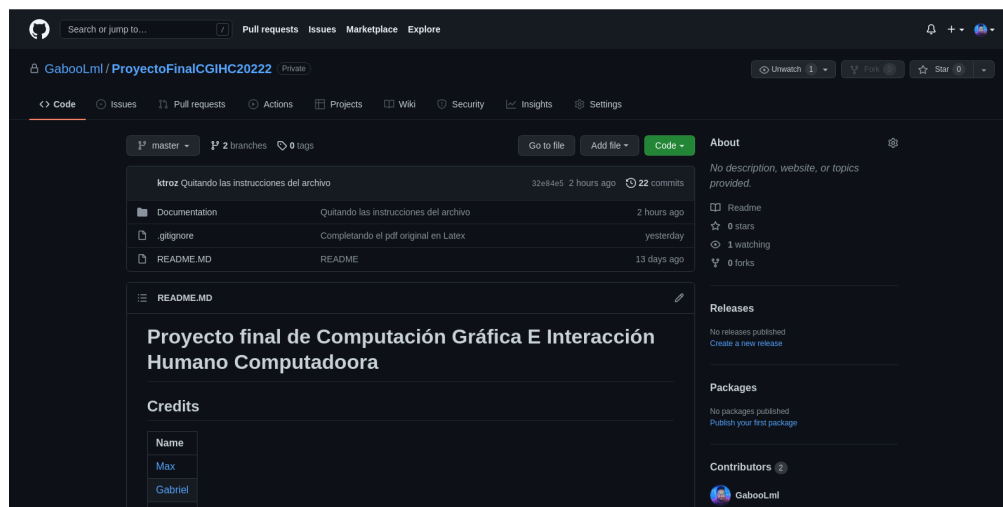 Search or jump to... / Pull requests Issues Marketplace Explore
GabooLml / ProyectoFinalCGIHC20222 Private Unwatch 1 Fork 0 Star 0
<> Code Issues Pull requests Actions Projects Wiki Security Insights Settings
master 2 branches 0 tags Go to file Add file Code
ktroz Quitando las instrucciones del archivo 32e84e5 2 hours ago 22 commits
Documentation Quitando las instrucciones del archivo 2 hours ago
.gitignore Completando el pdf original en Latex yesterday
README.MD README 13 days ago
README.MD
Proyecto final de Computación Gráfica E Interacción
Humano Computadoora
Credits
Name
Max
Gabriel
About
No description, website, or topics
provided.
Readme
0 stars
1 watching
0 forks
Releases
No releases published
Create a new release
Packages
No packages published
Publish your first package
Contributors 2
GabooLml